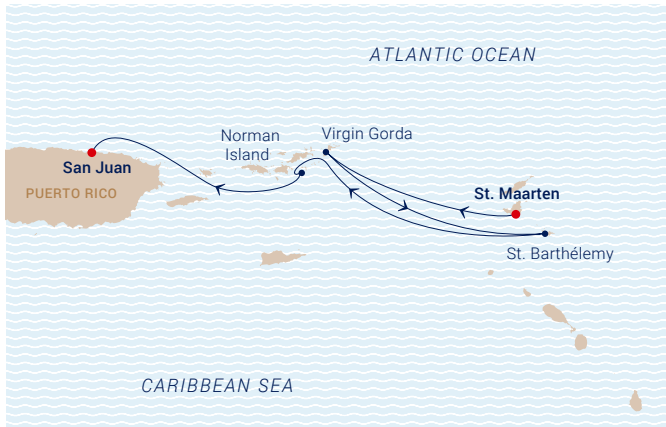 ATLANTIC OCEAN
Norman
Island
Virgin Gorda
San Juan
PUERTO RICO
St. Maarten
St. Barthélemy
CARIBBEAN SEA